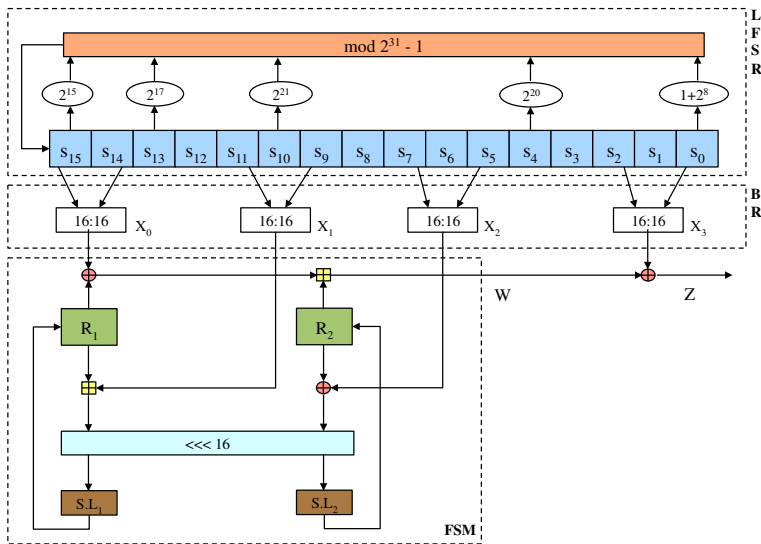 L
F
S
R
mod 2³¹ - 1
2¹⁵ 2¹⁷ 2²¹ 2²⁰ 1+2⁸
S₁₅ S₁₄ S₁₃ S₁₂ S₁₁ S₁₀ S₉ S₈ S₇ S₆ S₅ S₄ S₃ S₂ S₁ S₀
B
R
16:16 X₀ 16:16 X₁ 16:16 X₂ 16:16 X₃
W Z
R₁ R₂
<<< 16
S.L₁ S.L₂
FSM